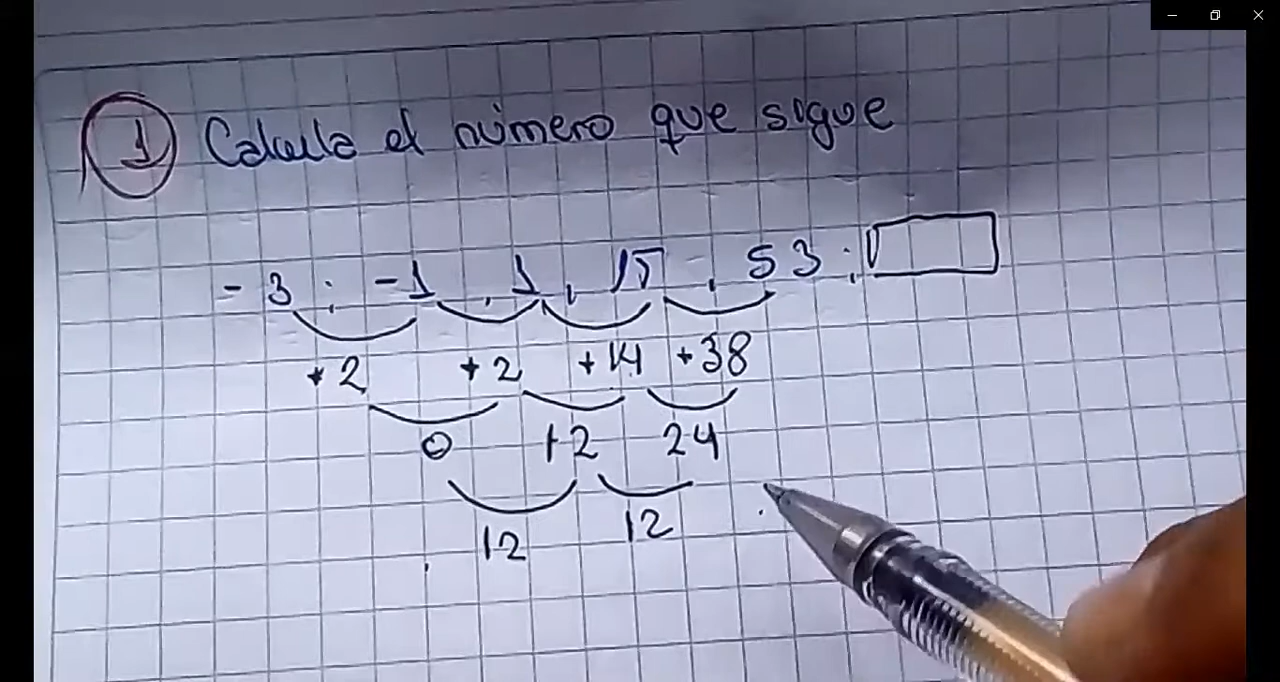 1 Calcula el número que sigue
-3 ; -1 , 1 , 15 , 53 ;
+2 +2 +14 +38
0 12 24
12 12